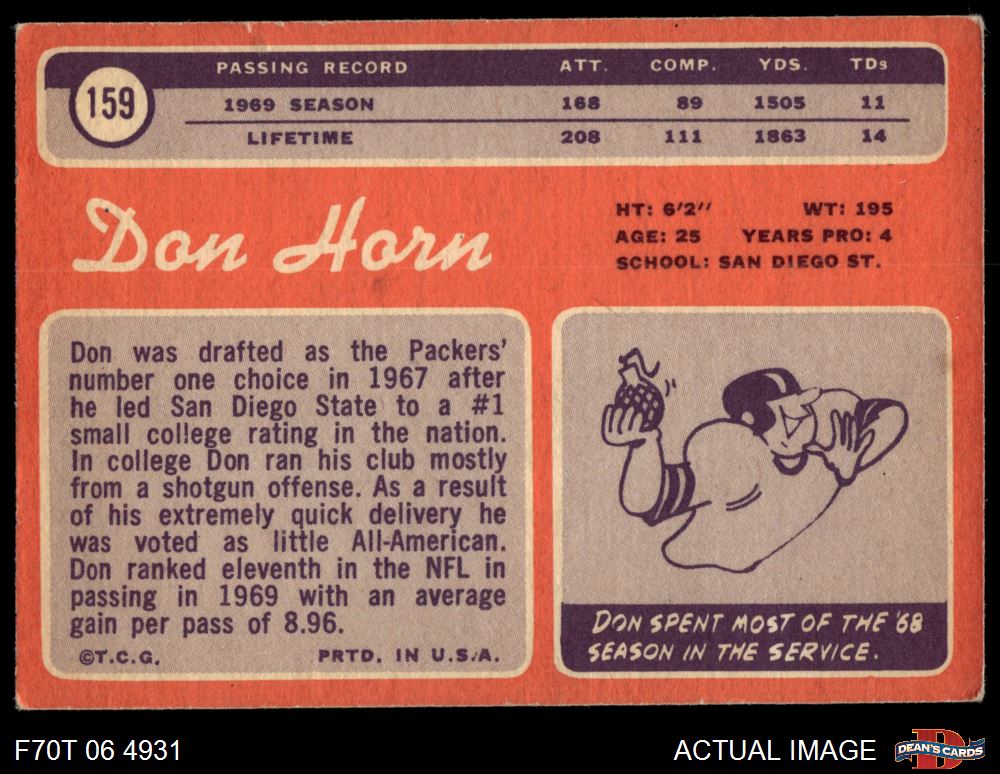 159
PASSING RECORD ATT. COMP. YDS. TDs
1969 SEASON 168 89 1505 11
LIFETIME 208 111 1863 14
Don Horn
HT: 6'2'' WT: 195
AGE: 25 YEARS PRO: 4
SCHOOL: SAN DIEGO ST.
Don was drafted as the Packers'
number one choice in 1967 after
he led San Diego State to a #1
small college rating in the nation.
In college Don ran his club mostly
from a shotgun offense. As a result
of his extremely quick delivery he
was voted as little All-American.
Don ranked eleventh in the NFL in
passing in 1969 with an average
gain per pass of 8.96.
©T.C.G. PRTD. IN U.S.A.
DON SPENT MOST OF THE '68
SEASON IN THE SERVICE.
F70T 06 4931
ACTUAL IMAGE
D
DEAN'S CARDS